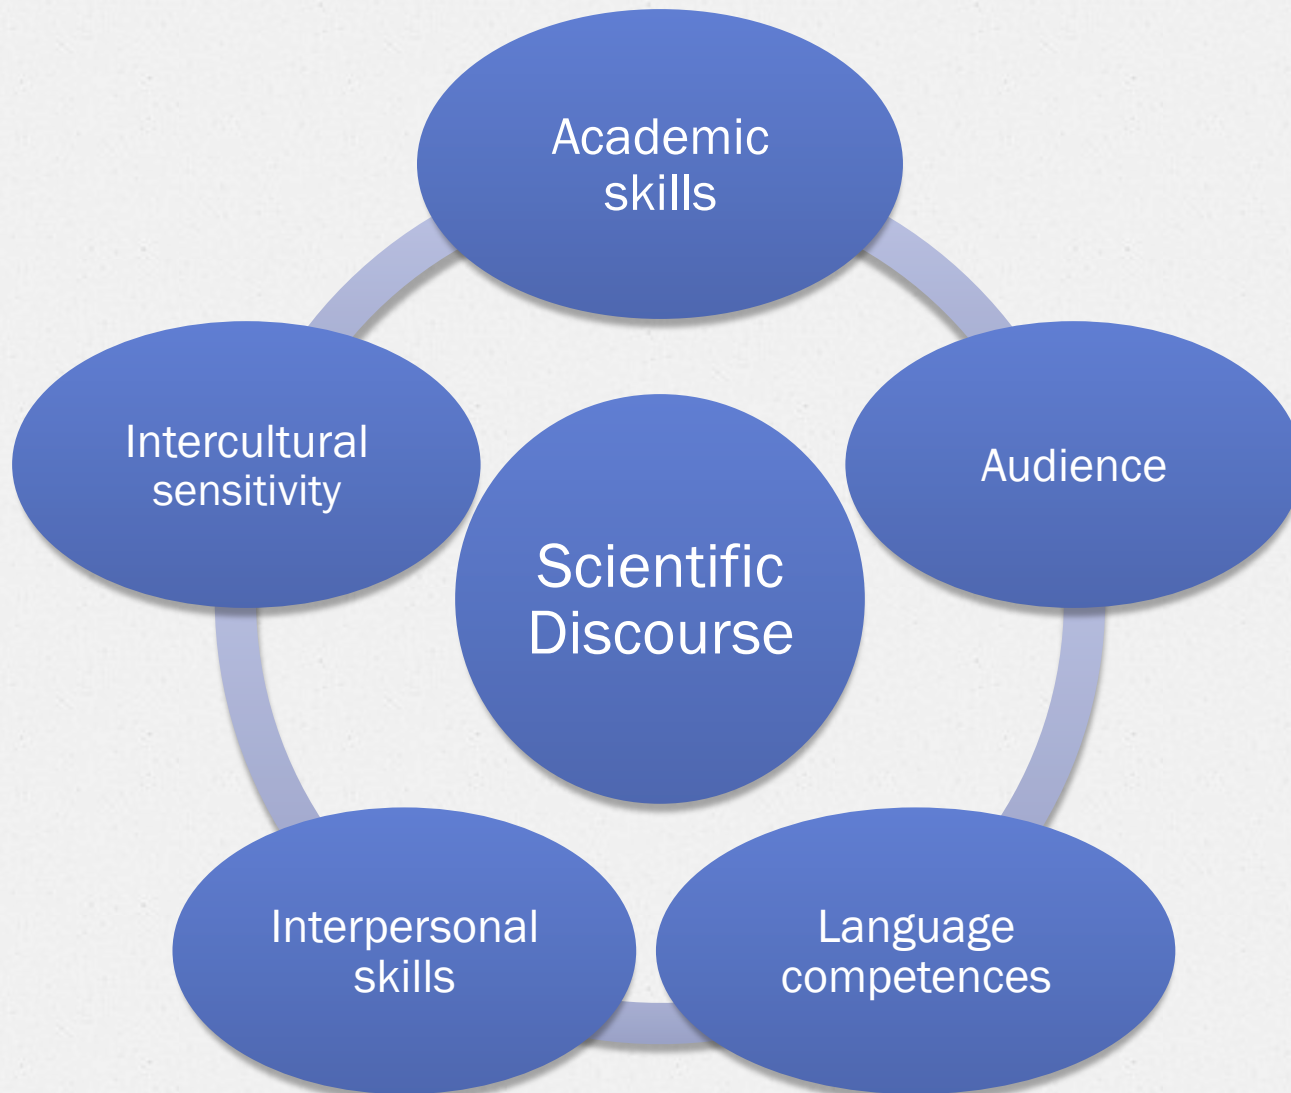 Academic
skills
Intercultural
sensitivity
Audience
Scientific
Discourse
Interpersonal
skills
Language
competences